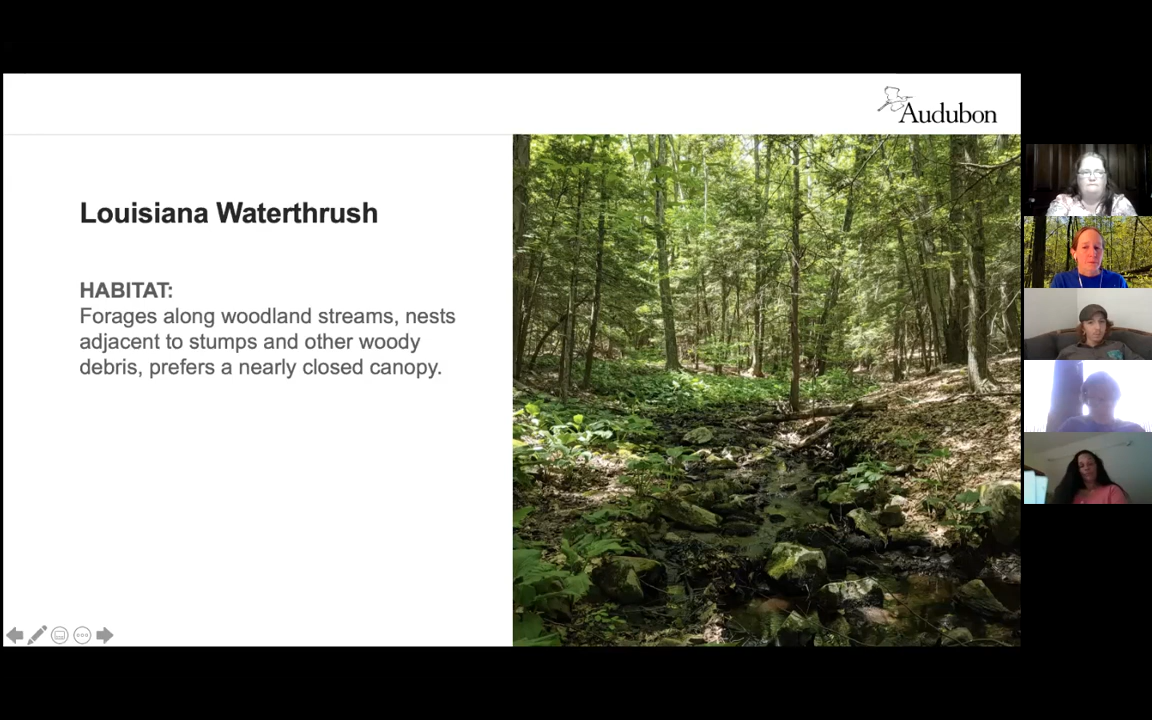 Audubon
Louisiana Waterthrush
HABITAT:
Forages along woodland streams, nests
adjacent to stumps and other woody
debris, prefers a nearly closed canopy.